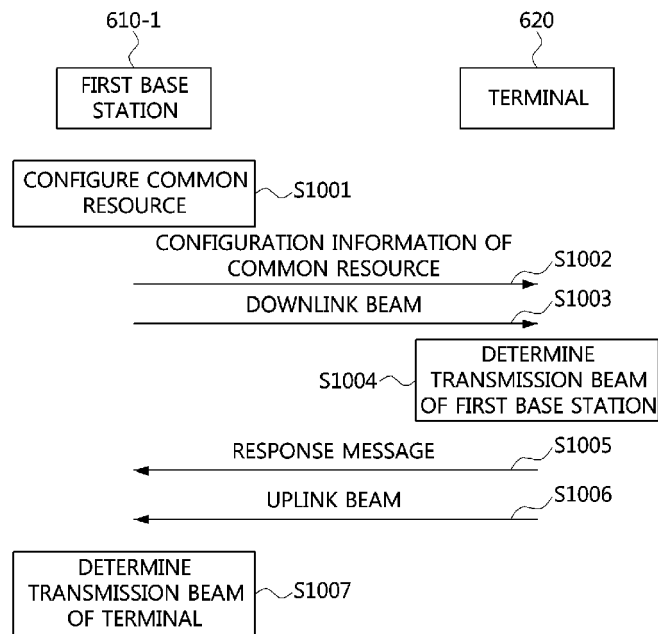 610-1
620
FIRST BASE
STATION
TERMINAL
CONFIGURE COMMON
RESOURCE
S1001
CONFIGURATION INFORMATION OF
COMMON RESOURCE
S1002
DOWNLINK BEAM
S1003
DETERMINE
TRANSMISSION BEAM
OF FIRST BASE STATION
S1004
RESPONSE MESSAGE
S1005
UPLINK BEAM
S1006
DETERMINE
TRANSMISSION BEAM
OF TERMINAL
S1007